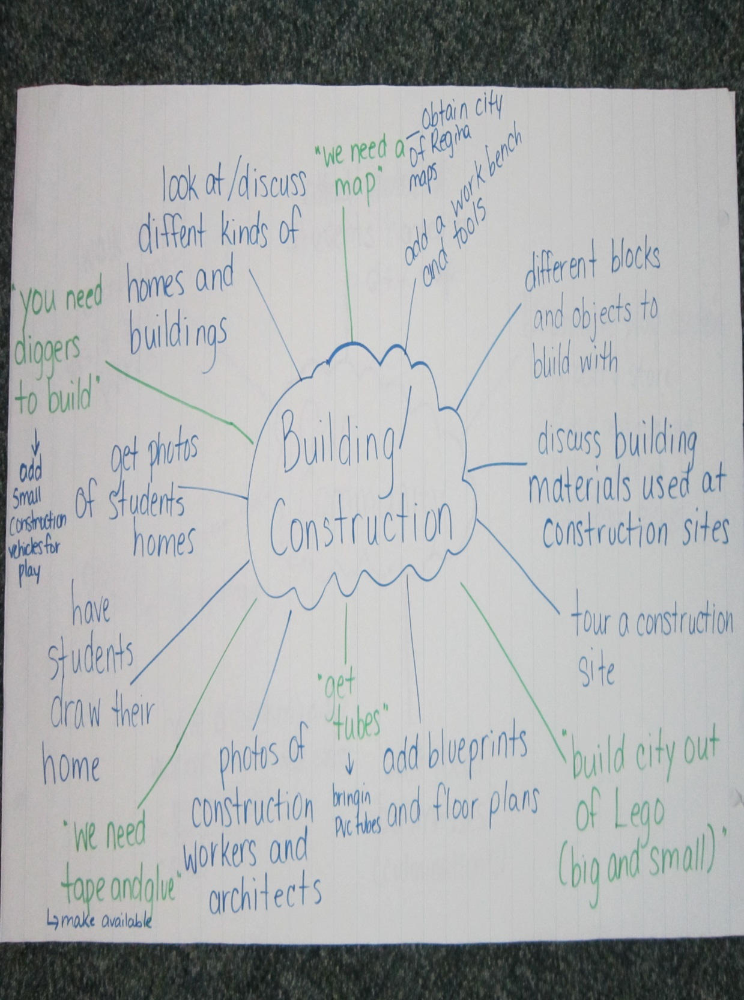 Building/
Construction
"we need a
map"
— Obtain city
of Regina
maps
add a work bench
and tools
different blocks
and objects to
build with
discuss building
materials used at
construction sites
tour a construction
site
"build city out
of Lego
(big and small)"
add blueprints
and floor plans
"get
tubes"
↓
bring in
PVC tubes
photos of
construction
workers and
architects
"we need
tape and glue"
↳ make available
have
students
draw their
home
get photos
of students
homes
"you need
diggers
to build"
↓
add
small
construction
vehicles for
play
look at/discuss
diffent kinds of
homes and
buildings